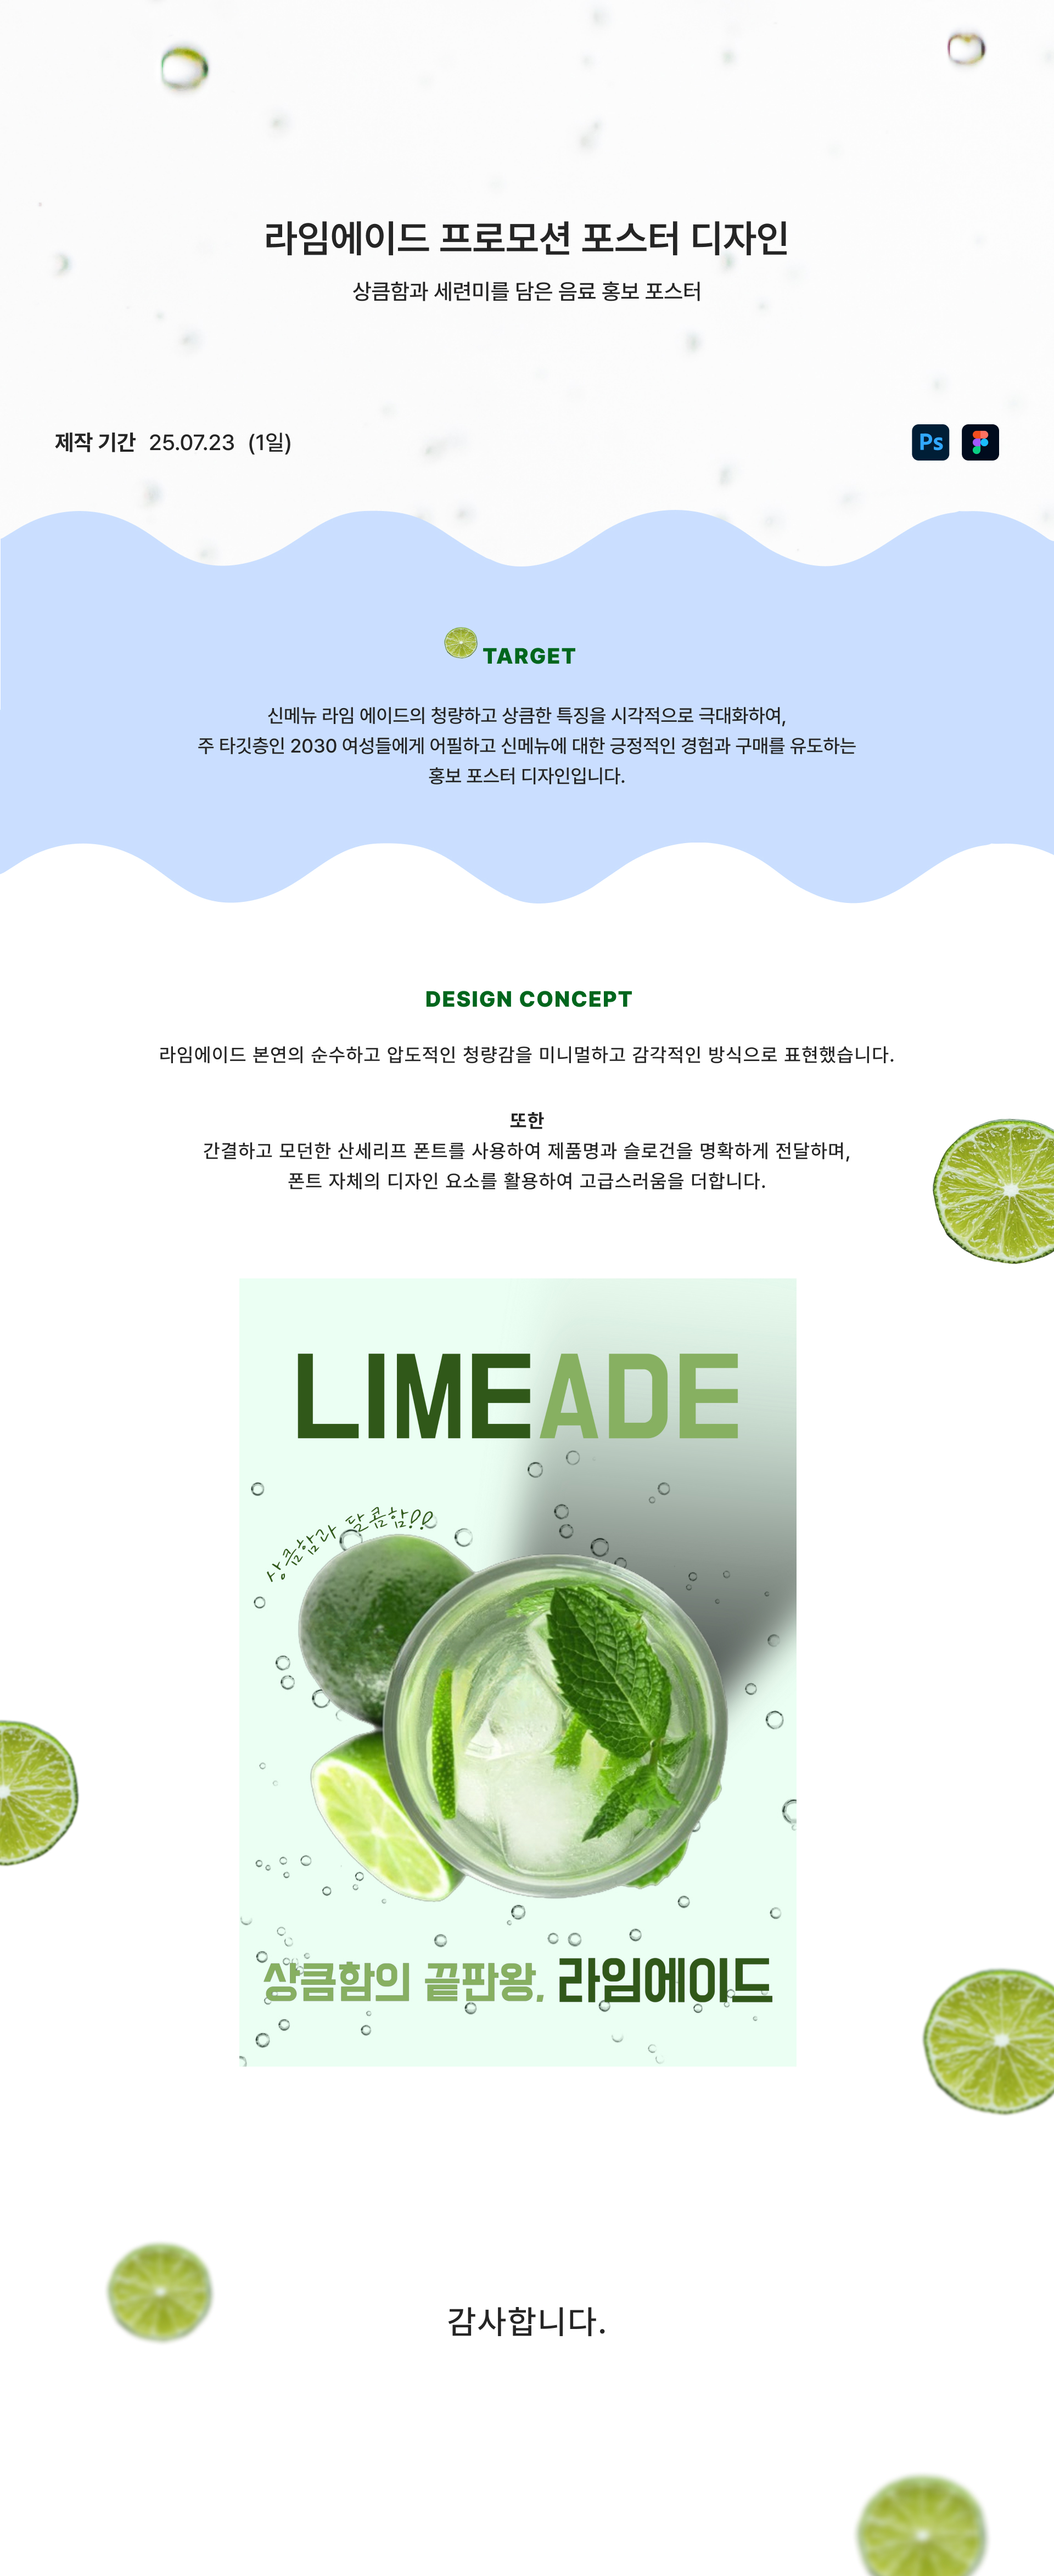 라임에이드 프로모션 포스터 디자인
상큼함과 세련미를 담은 음료 홍보 포스터
제작 기간 25.07.23 (1일)
Ps
TARGET
신메뉴 라임 에이드의 청량하고 상큼한 특징을 시각적으로 극대화하여,
주 타깃층인 2030 여성들에게 어필하고 신메뉴에 대한 긍정적인 경험과 구매를 유도하는
홍보 포스터 디자인입니다.
DESIGN CONCEPT
라임에이드 본연의 순수하고 압도적인 청량감을 미니멀하고 감각적인 방식으로 표현했습니다.
또한
간결하고 모던한 산세리프 폰트를 사용하여 제품명과 슬로건을 명확하게 전달하며,
폰트 자체의 디자인 요소를 활용하여 고급스러움을 더합니다.
LIMEADE
상큼함과 달콤함!?
상큼함의 끝판왕, 라임에이드
감사합니다.